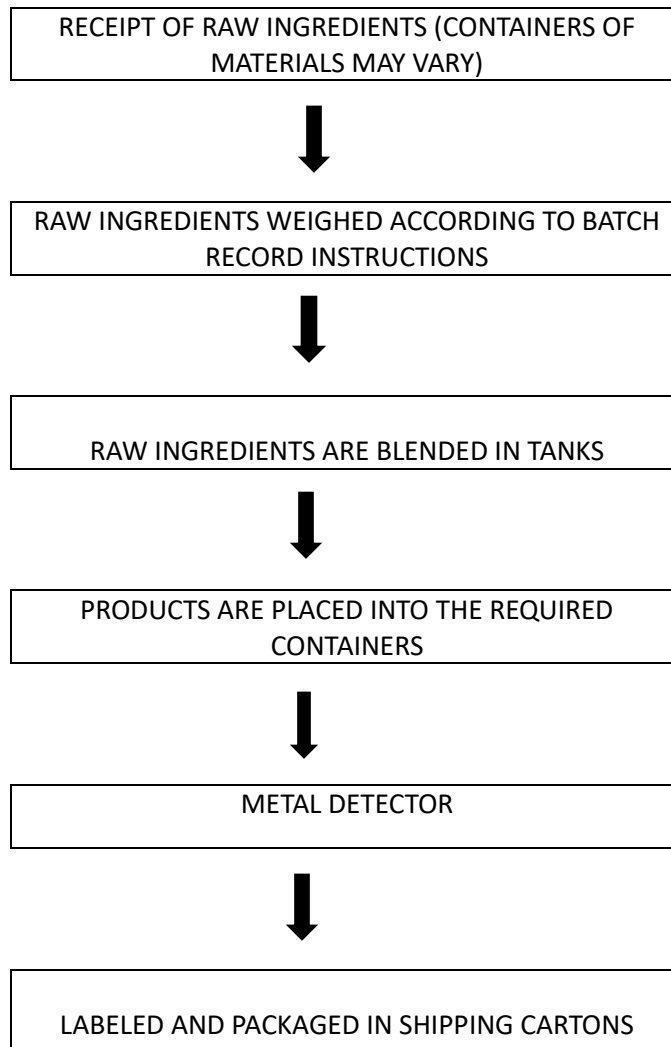 RECEIPT OF RAW INGREDIENTS (CONTAINERS OF
MATERIALS MAY VARY)
RAW INGREDIENTS WEIGHED ACCORDING TO BATCH
RECORD INSTRUCTIONS
RAW INGREDIENTS ARE BLENDED IN TANKS
PRODUCTS ARE PLACED INTO THE REQUIRED
CONTAINERS
METAL DETECTOR
LABELED AND PACKAGED IN SHIPPING CARTONS